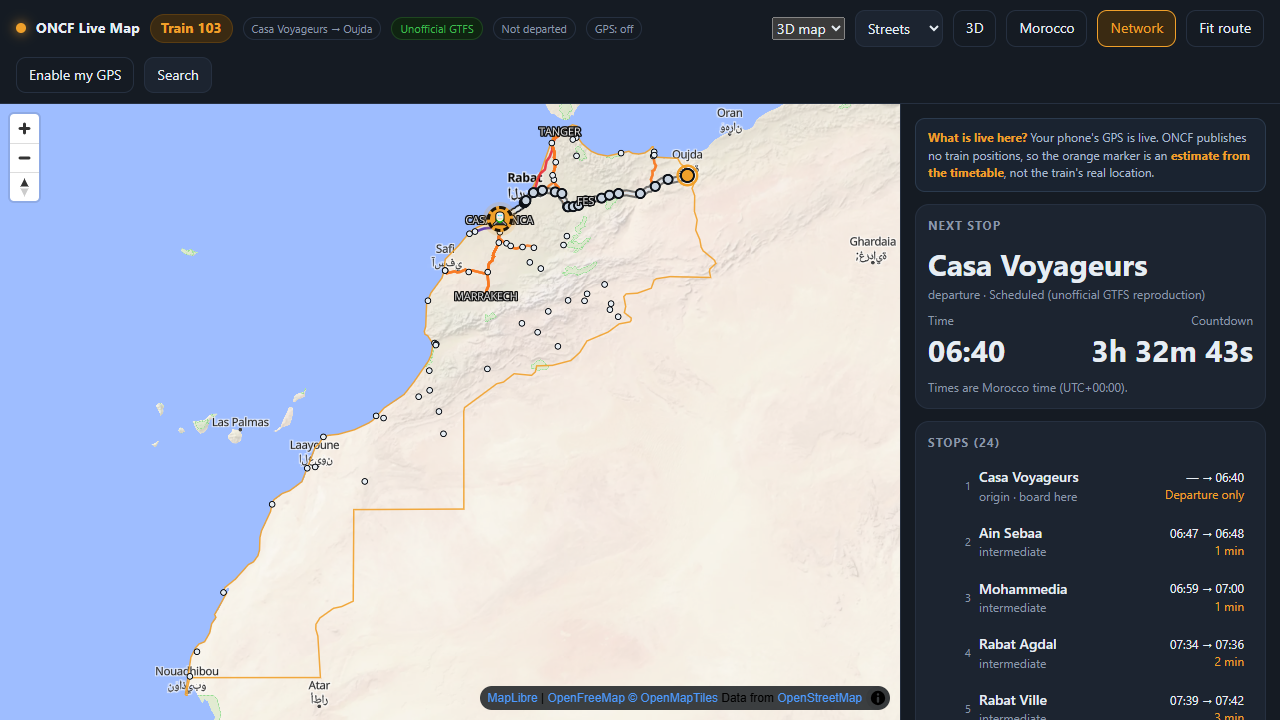 ONCF Live Map
Train 103
Casa Voyageurs → Oujda
Unofficial GTFS
Not departed
GPS: off
3D map
Streets
3D
Morocco
Network
Fit route
Enable my GPS
Search
Oran
وهران
TANGER
Oujda
Rabat
FES
Safi
آسفي
MARRAKECH
Ghardaia
غرداية
Las Palmas
Laayoune
العيون
Nouadhibou
نواذيبو
Atar
أطار
MapLibre | OpenFreeMap © OpenMapTiles Data from OpenStreetMap
What is live here? Your phone's GPS is live. ONCF publishes
no train positions, so the orange marker is an estimate from
the timetable, not the train's real location.
NEXT STOP
Casa Voyageurs
departure · Scheduled (unofficial GTFS reproduction)
Time Countdown
06:40 3h 32m 43s
Times are Morocco time (UTC+00:00).
STOPS (24)
1 Casa Voyageurs — → 06:40
origin · board here Departure only
2 Ain Sebaa 06:47 → 06:48
intermediate 1 min
3 Mohammedia 06:59 → 07:00
intermediate 1 min
4 Rabat Agdal 07:34 → 07:36
intermediate 2 min
5 Rabat Ville 07:39 → 07:42
intermediate 3 min